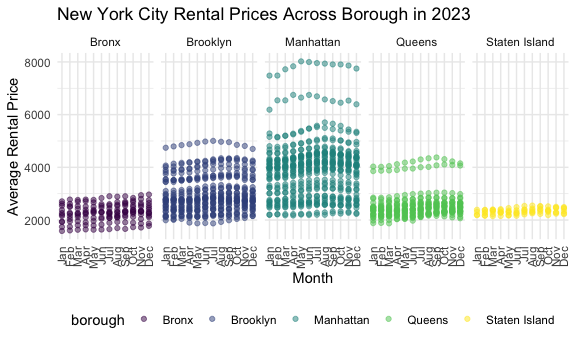 New York City Rental Prices Across Borough in 2023
Bronx Brooklyn Manhattan Queens Staten Island
Average Rental Price
8000
6000
4000
2000
Jan Feb Mar Apr May Jun Jul Aug Sep Oct Nov Dec Jan Feb Mar Apr May Jun Jul Aug Sep Oct Nov Dec Jan Feb Mar Apr May Jun Jul Aug Sep Oct Nov Dec Jan Feb Mar Apr May Jun Jul Aug Sep Oct Nov Dec Jan Feb Mar Apr May Jun Jul Aug Sep Oct Nov Dec
Month
borough Bronx Brooklyn Manhattan Queens Staten Island